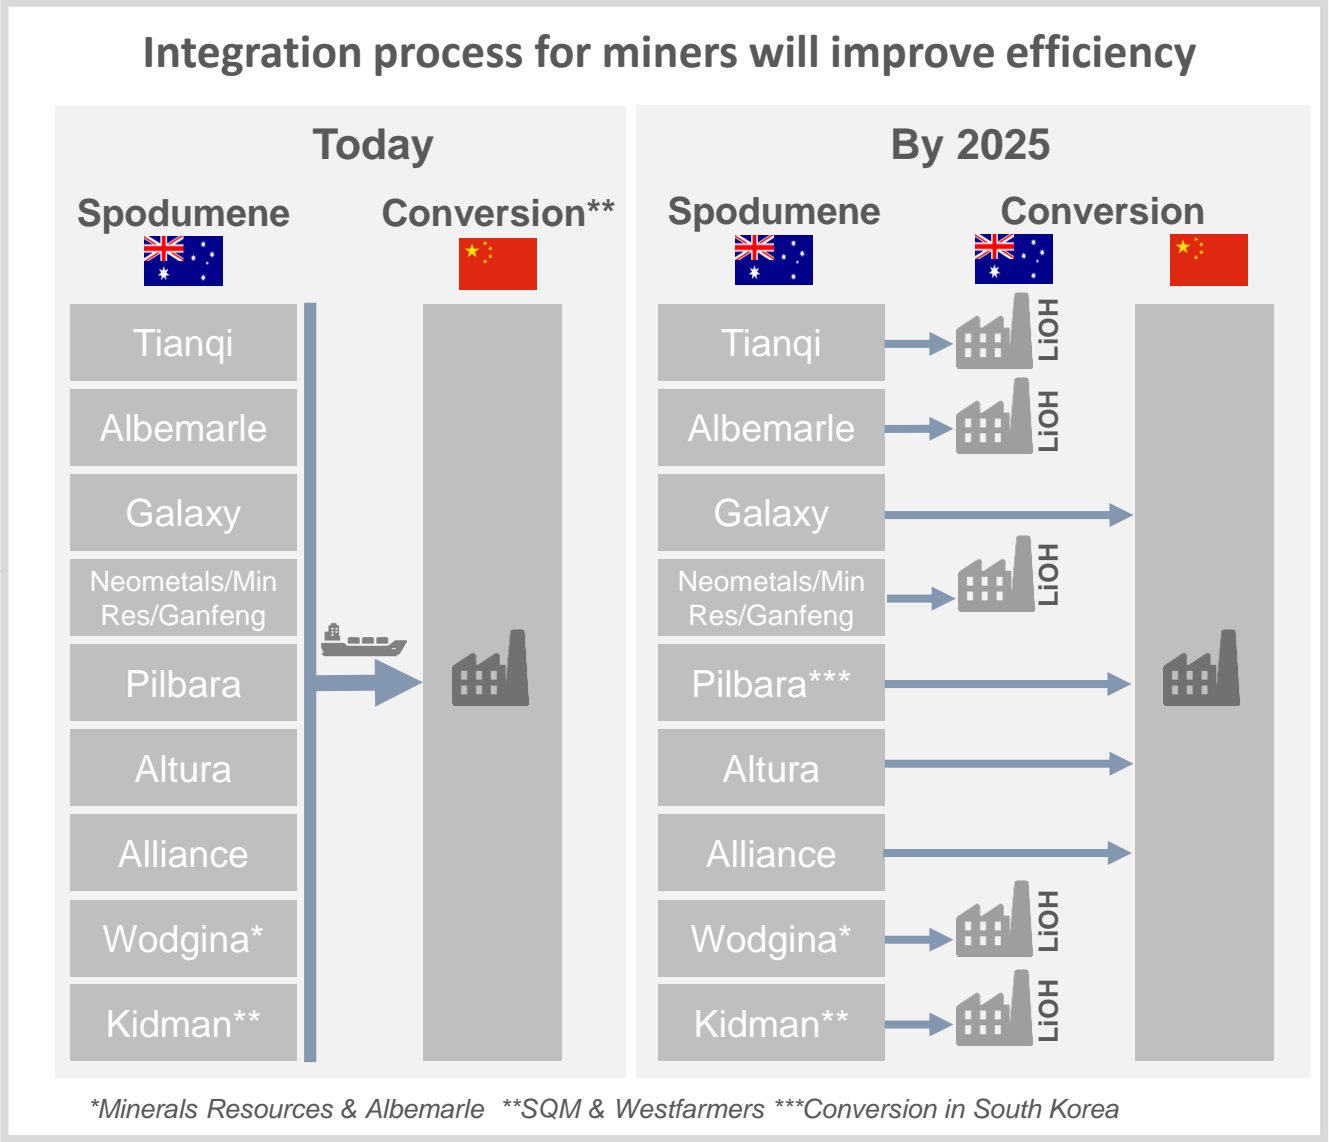 Integration process for miners will improve efficiency
Today
Spodumene
Conversion**
Tianqi
Albemarle
Galaxy
Neometals/Min
Res/Ganfeng
Pilbara
Altura
Alliance
Wodgina*
Kidman**
By 2025
Spodumene
Conversion
Tianqi
LiOH
Albemarle
LiOH
Galaxy
Neometals/Min
Res/Ganfeng
LiOH
Pilbara***
Altura
Alliance
Wodgina*
LiOH
Kidman**
LiOH
*Minerals Resources & Albemarle **SQM & Westfarmers ***Conversion in South Korea